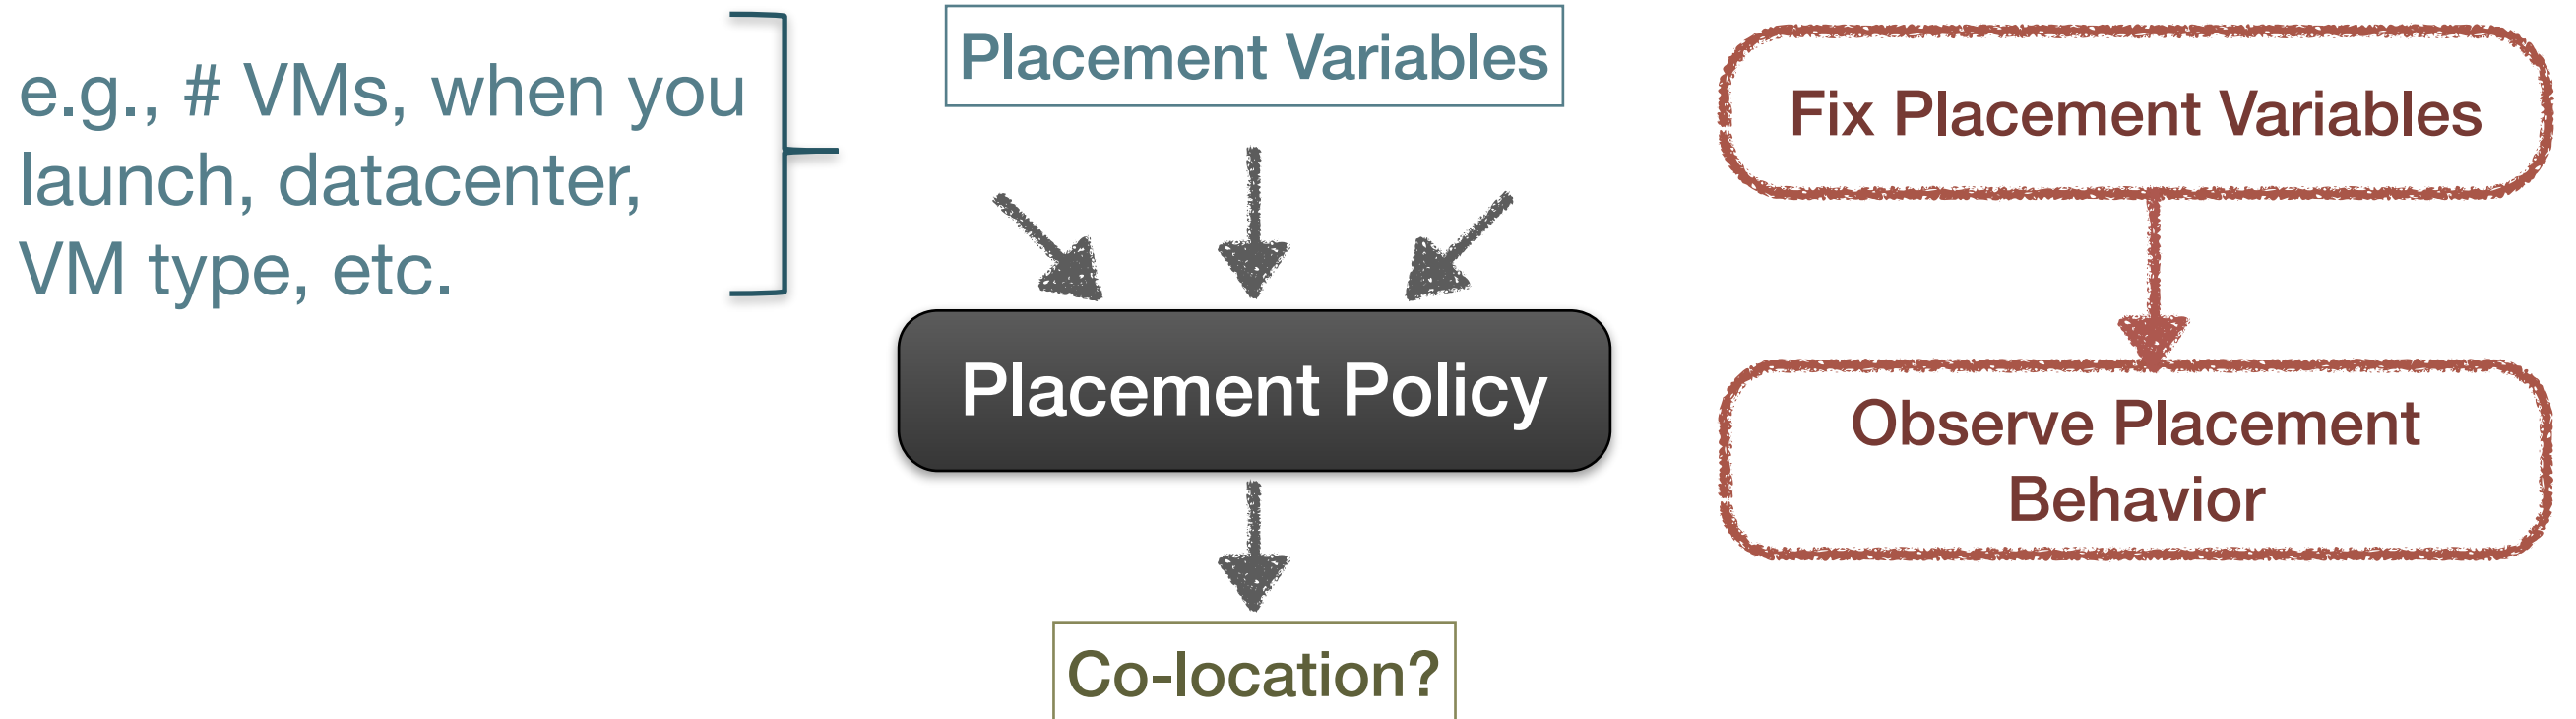 e.g., # VMs, when you
launch, datacenter,
VM type, etc.
Placement Variables
Placement Policy
Co-location?
Fix Placement Variables
Observe Placement
Behavior